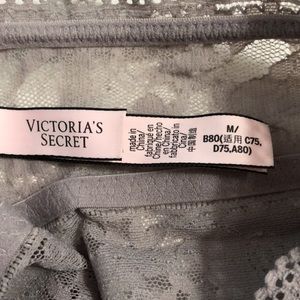 VICTORIA'S
SECRET
made in
China/
fabriqué en
Chine/hecho
en China/
fabbricato in
Cina/
中国制造
M/
B80(适用 C75,
D75,A80)